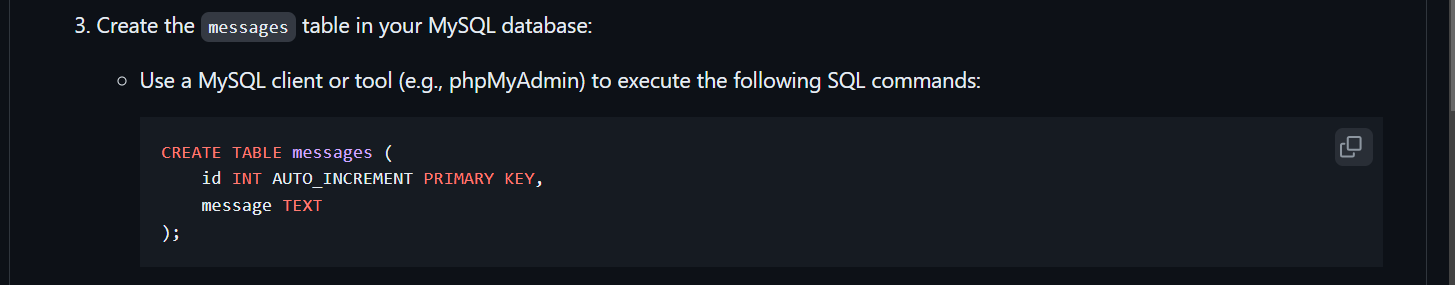 3. Create the messages table in your MySQL database:
Use a MySQL client or tool (e.g., phpMyAdmin) to execute the following SQL commands:
CREATE TABLE messages (
    id INT AUTO_INCREMENT PRIMARY KEY,
    message TEXT
);